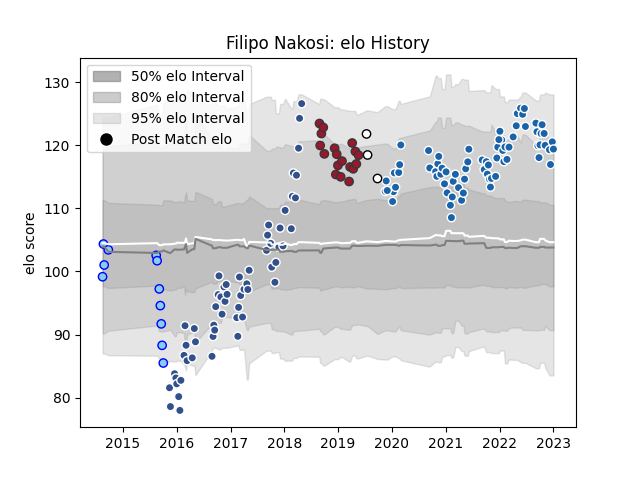 Filipo Nakosi: elo History
50% elo Interval
80% elo Interval
95% elo Interval
Post Match elo
elo score
130
120
110
100
90
80
2015
2016
2017
2018
2019
2020
2021
2022
2023